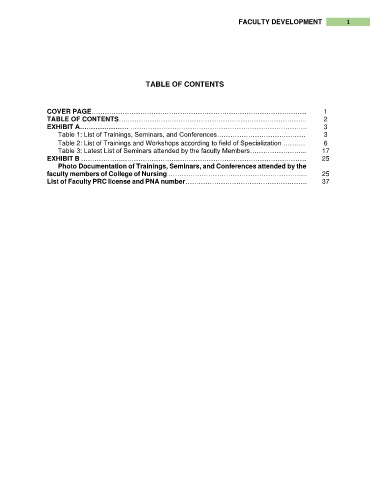 FACULTY DEVELOPMENT 1
TABLE OF CONTENTS
COVER PAGE........................................................................................................ 1
TABLE OF CONTENTS........................................................................................... 2
EXHIBIT A............................................................................................................. 3
Table 1: List of Trainings, Seminars, and Conferences.......................................... 3
Table 2: List of Trainings and Workshops according to field of Specialization ........... 6
Table 3: Latest List of Seminars attended by the faculty Members........................... 17
EXHIBIT B ............................................................................................................ 25
Photo Documentation of Trainings, Seminars, and Conferences attended by the
faculty members of College of Nursing .................................................................. 25
List of Faculty PRC license and PNA number.......................................................... 37